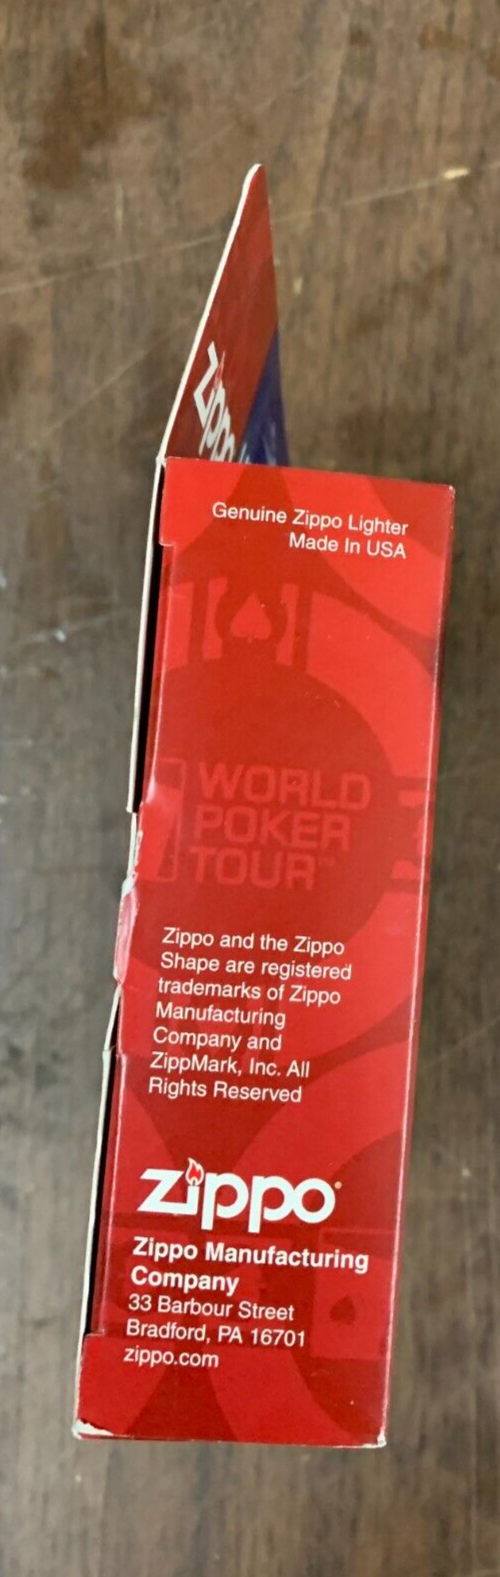 Zippo
Genuine Zippo Lighter
Made In USA
WORLD
POKER
TOUR™
Zippo and the Zippo
Shape are registered
trademarks of Zippo
Manufacturing
Company and
ZippMark, Inc. All
Rights Reserved
zippo
Zippo Manufacturing
Company
33 Barbour Street
Bradford, PA 16701
zippo.com